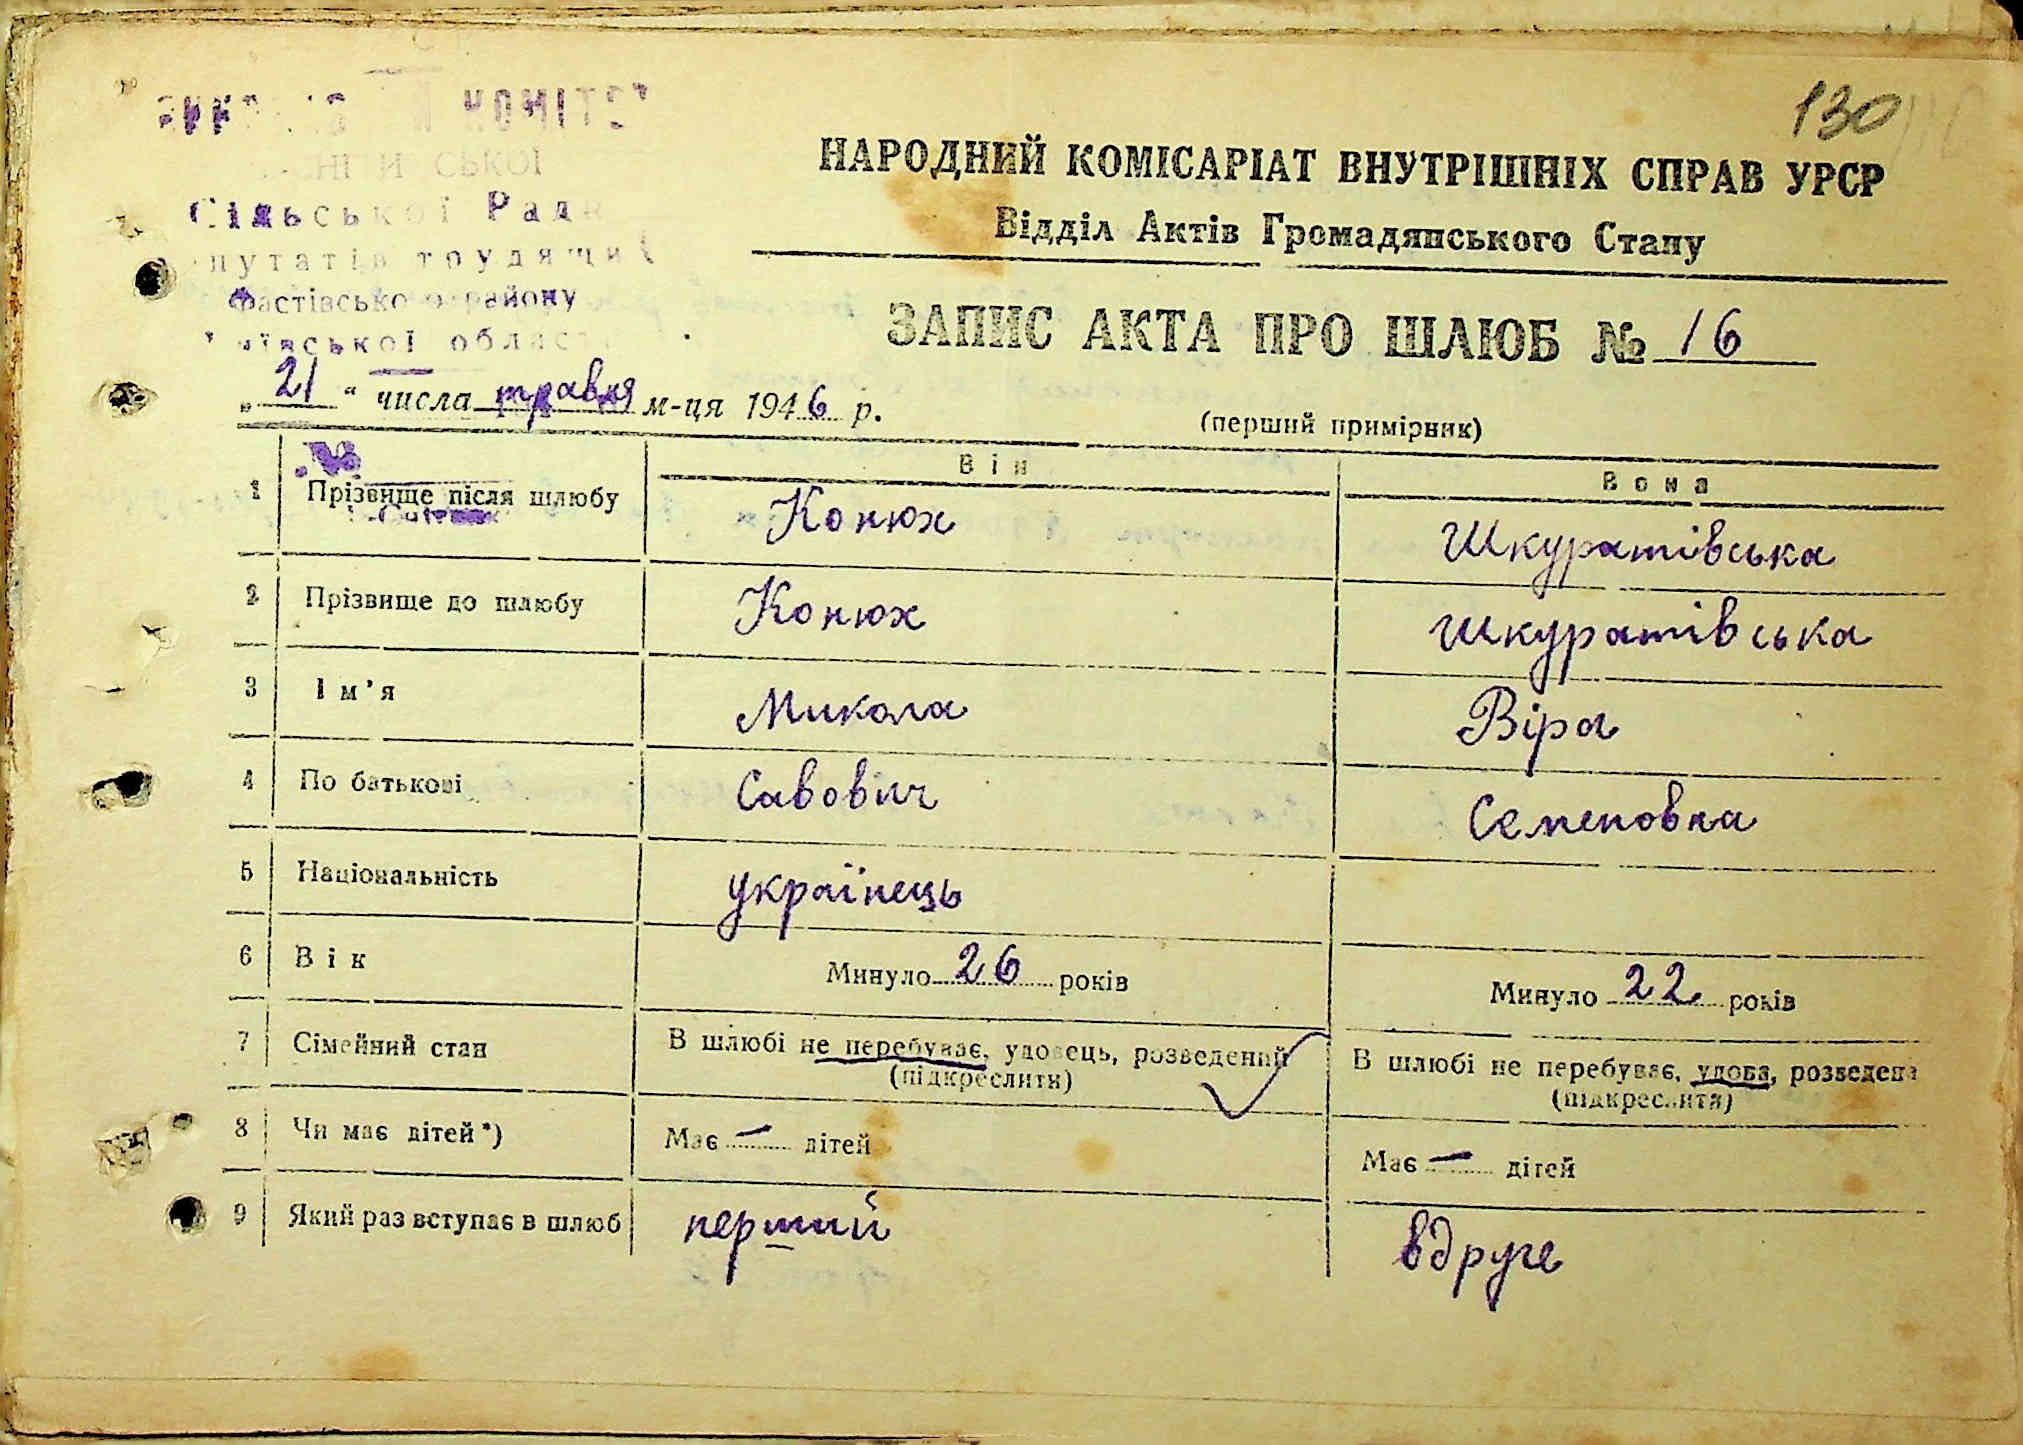 130
НАРОДНИЙ КОМІСАРІАТ ВНУТРІШНІХ СПРАВ УРСР
Відділ Актів Громадянського Стану
КОМІТЕТ
СЬКОЇ
Сільської Ради
депутатів трудящих
Фастівського району
Київської області
ЗАПИС АКТА ПРО ШЛЮБ № 16
„ 21 “ числа травня м-ця 1946 р.
(перший примірник)
Він
Вона
1 Прізвище після шлюбу Конюх Шкуратівська
2 Прізвище до шлюбу Конюх Шкуратівська
3 Ім’я Микола Віра
4 По батькові Савович Семеновна
5 Національність українець
6 Вік Минуло 26 років Минуло 22 років
7 Сімейний стан В шлюбі не перебуває, удовець, розведений В шлюбі не перебуває, удова, розведена
(підкреслити) (підкреслити)
8 Чи має дітей*) Має — дітей Має — дітей
9 Який раз вступає в шлюб перший вдруге